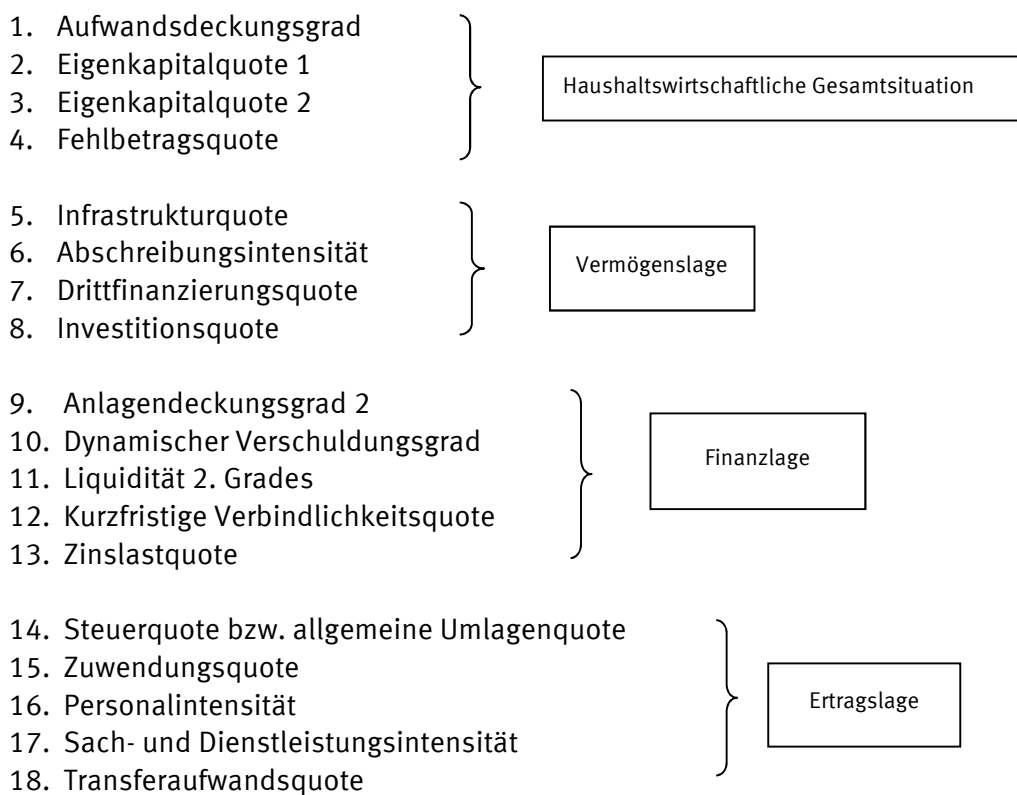 1. Aufwandsdeckungsgrad
2. Eigenkapitalquote 1
3. Eigenkapitalquote 2
4. Fehlbetragsquote
Haushaltswirtschaftliche Gesamtsituation
5. Infrastrukturquote
6. Abschreibungsintensität
7. Drittfinanzierungsquote
8. Investitionsquote
Vermögenslage
9. Anlagendeckungsgrad 2
10. Dynamischer Verschuldungsgrad
11. Liquidität 2. Grades
12. Kurzfristige Verbindlichkeitsquote
13. Zinslastquote
Finanzlage
14. Steuerquote bzw. allgemeine Umlagenquote
15. Zuwendungsquote
16. Personalintensität
17. Sach- und Dienstleistungsintensität
18. Transferaufwandsquote
Ertragslage